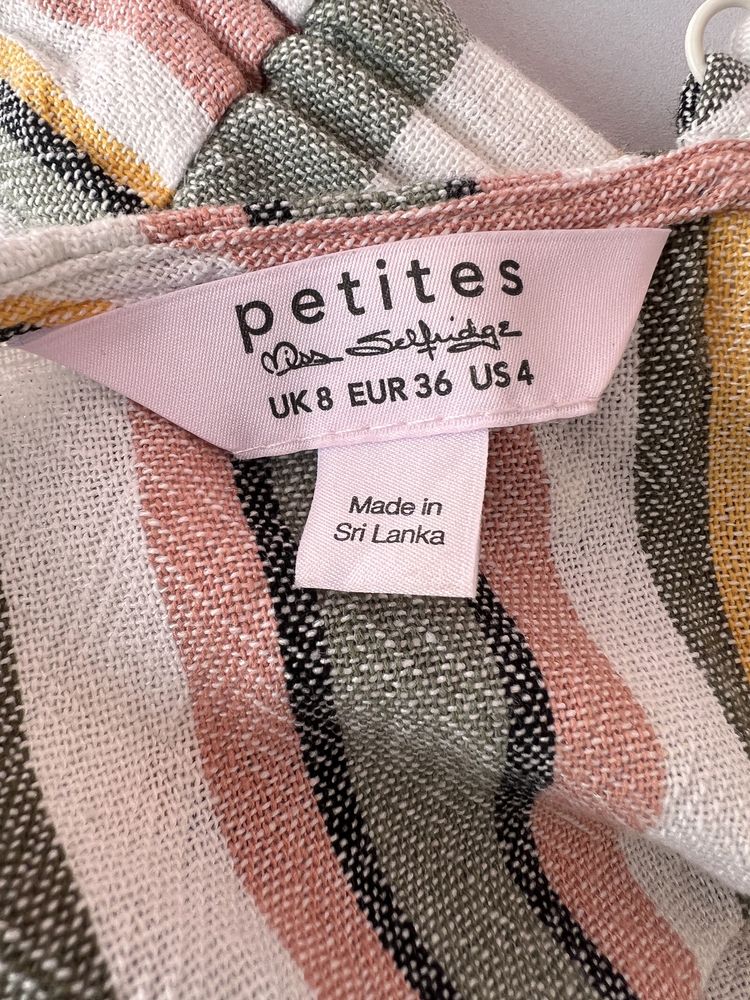 petites
Miss Selfridge
UK 8 EUR 36 US 4
Made in
Sri Lanka